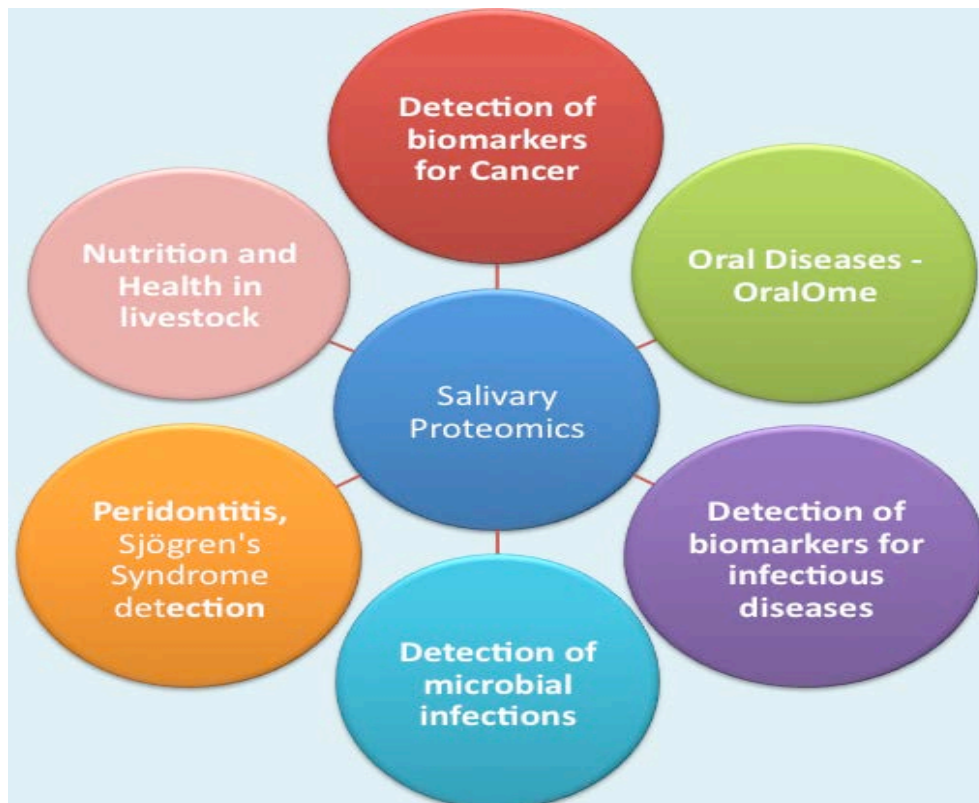 Detection of
biomarkers
for Cancer
Oral Diseases -
OralOme
Detection of
biomarkers for
infectious
diseases
Detection of
microbial
infections
Peridontitis,
Sjögren's
Syndrome
detection
Nutrition and
Health in
livestock
Salivary
Proteomics